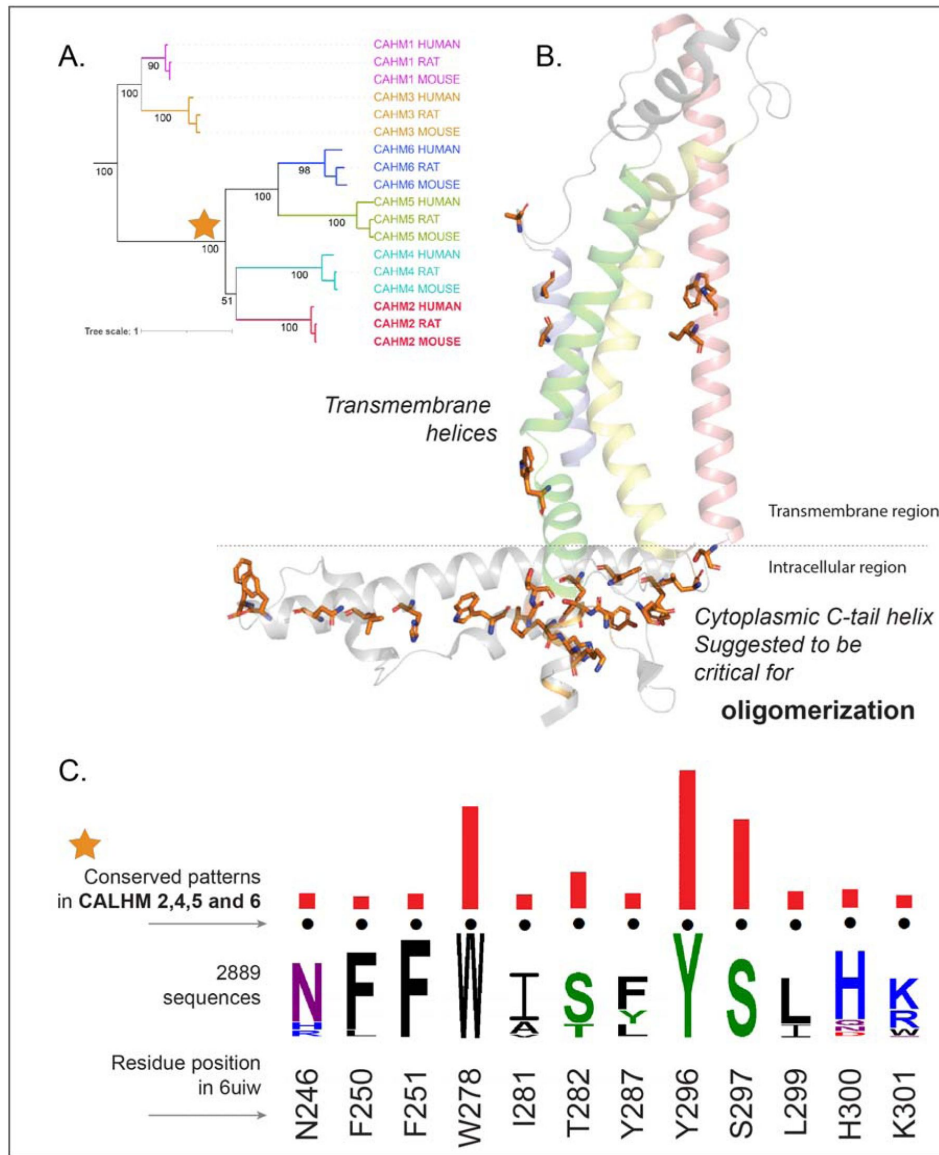 A.
CAHM1 HUMAN
CAHM1 RAT
CAHM1 MOUSE
CAHM3 HUMAN
CAHM3 RAT
CAHM3 MOUSE
CAHM6 HUMAN
CAHM6 RAT
CAHM6 MOUSE
CAHM5 HUMAN
CAHM5 RAT
CAHM5 MOUSE
CAHM4 HUMAN
CAHM4 RAT
CAHM4 MOUSE
CAHM2 HUMAN
CAHM2 RAT
CAHM2 MOUSE
90
100
100
100
98
100
100
100
100
51
100
Tree scale: 1
B.
Transmembrane
helices
Transmembrane region
Intracellular region
Cytoplasmic C-tail helix
Suggested to be
critical for
oligomerization
C.
Conserved patterns
in CALHM 2,4,5 and 6
2889
sequences
N F F W I S F Y S L H K
H L A T Y I Q R
R L N W
D
Residue position
in 6uiw
N246
F250
F251
W278
I281
T282
Y287
Y296
S297
L299
H300
K301